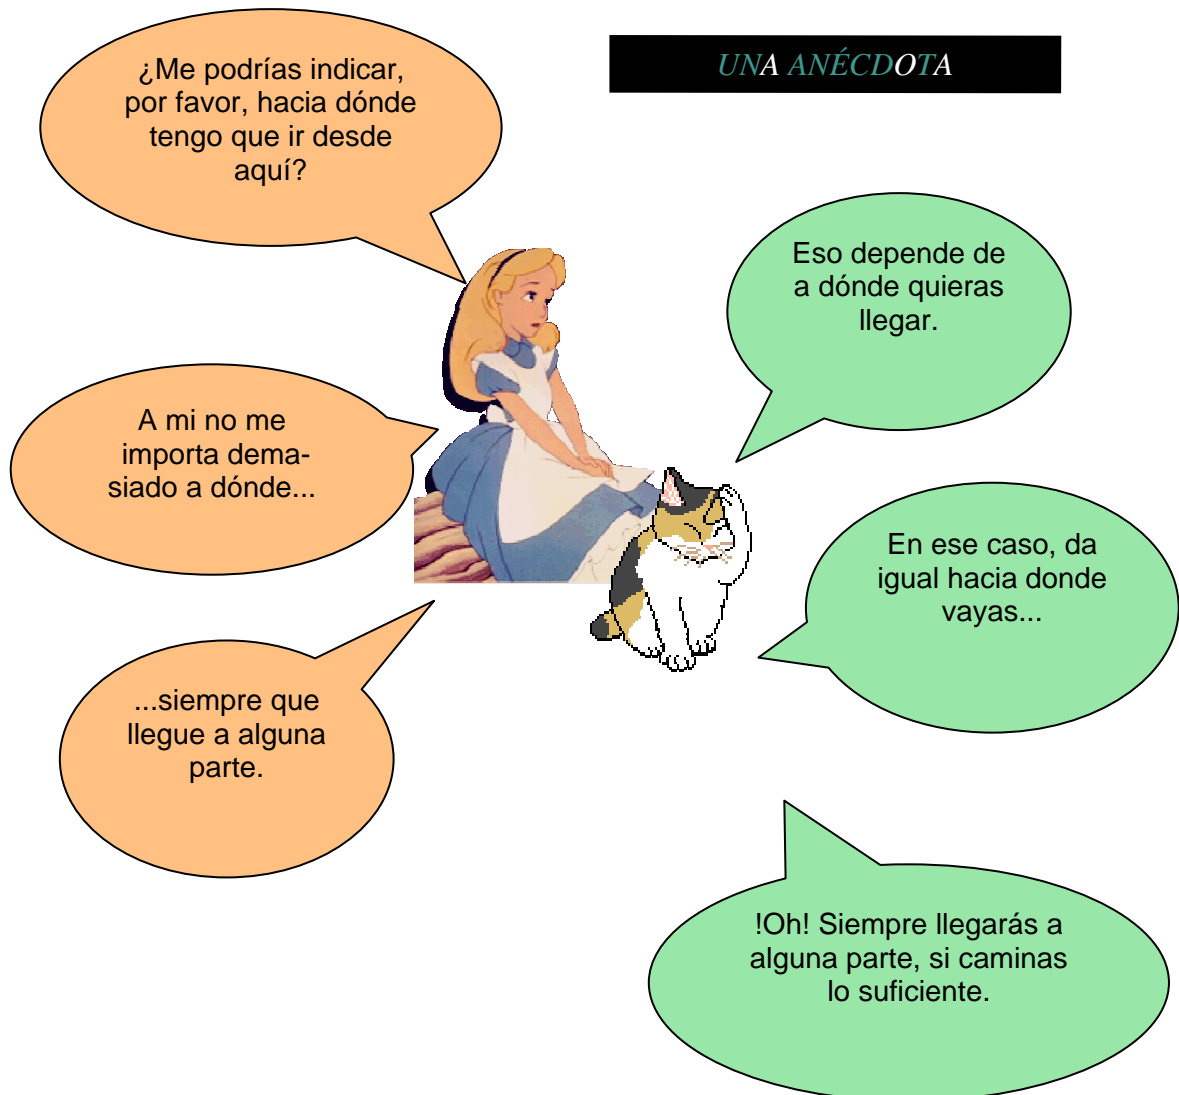 UNA ANÉCDOTA
¿Me podrías indicar,
por favor, hacia dónde
tengo que ir desde
aquí?
Eso depende de
a dónde quieras
llegar.
A mi no me
importa dema-
siado a dónde...
En ese caso, da
igual hacia donde
vayas...
...siempre que
llegue a alguna
parte.
!Oh! Siempre llegarás a
alguna parte, si caminas
lo suficiente.